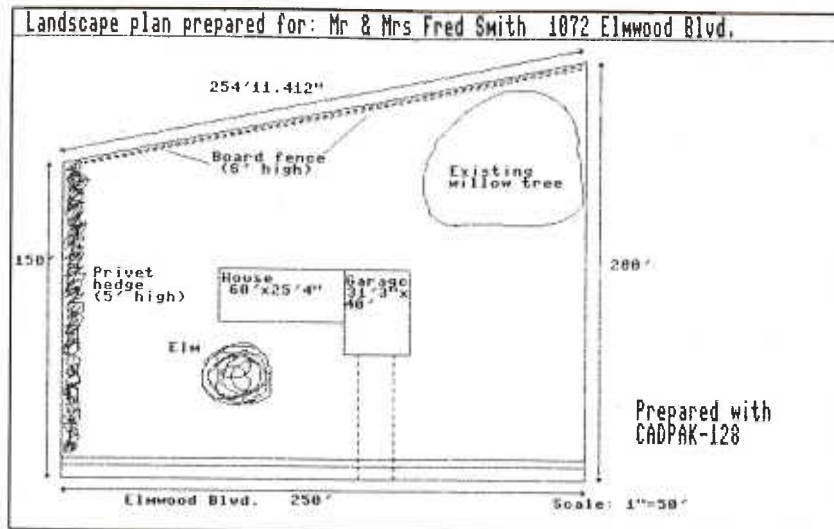 Landscape plan prepared for: Mr & Mrs Fred Smith 1072 Elmwood Blvd.
254'11.412"
Board fence
(6' high)
Existing
willow tree
150'
200'
Privet
hedge
(5' high)
House
60'x25'4"
Garage
31'3"x
40'
Elm
Prepared with
CADPAK-128
Elmwood Blvd. 250'
Scale: 1"=50'